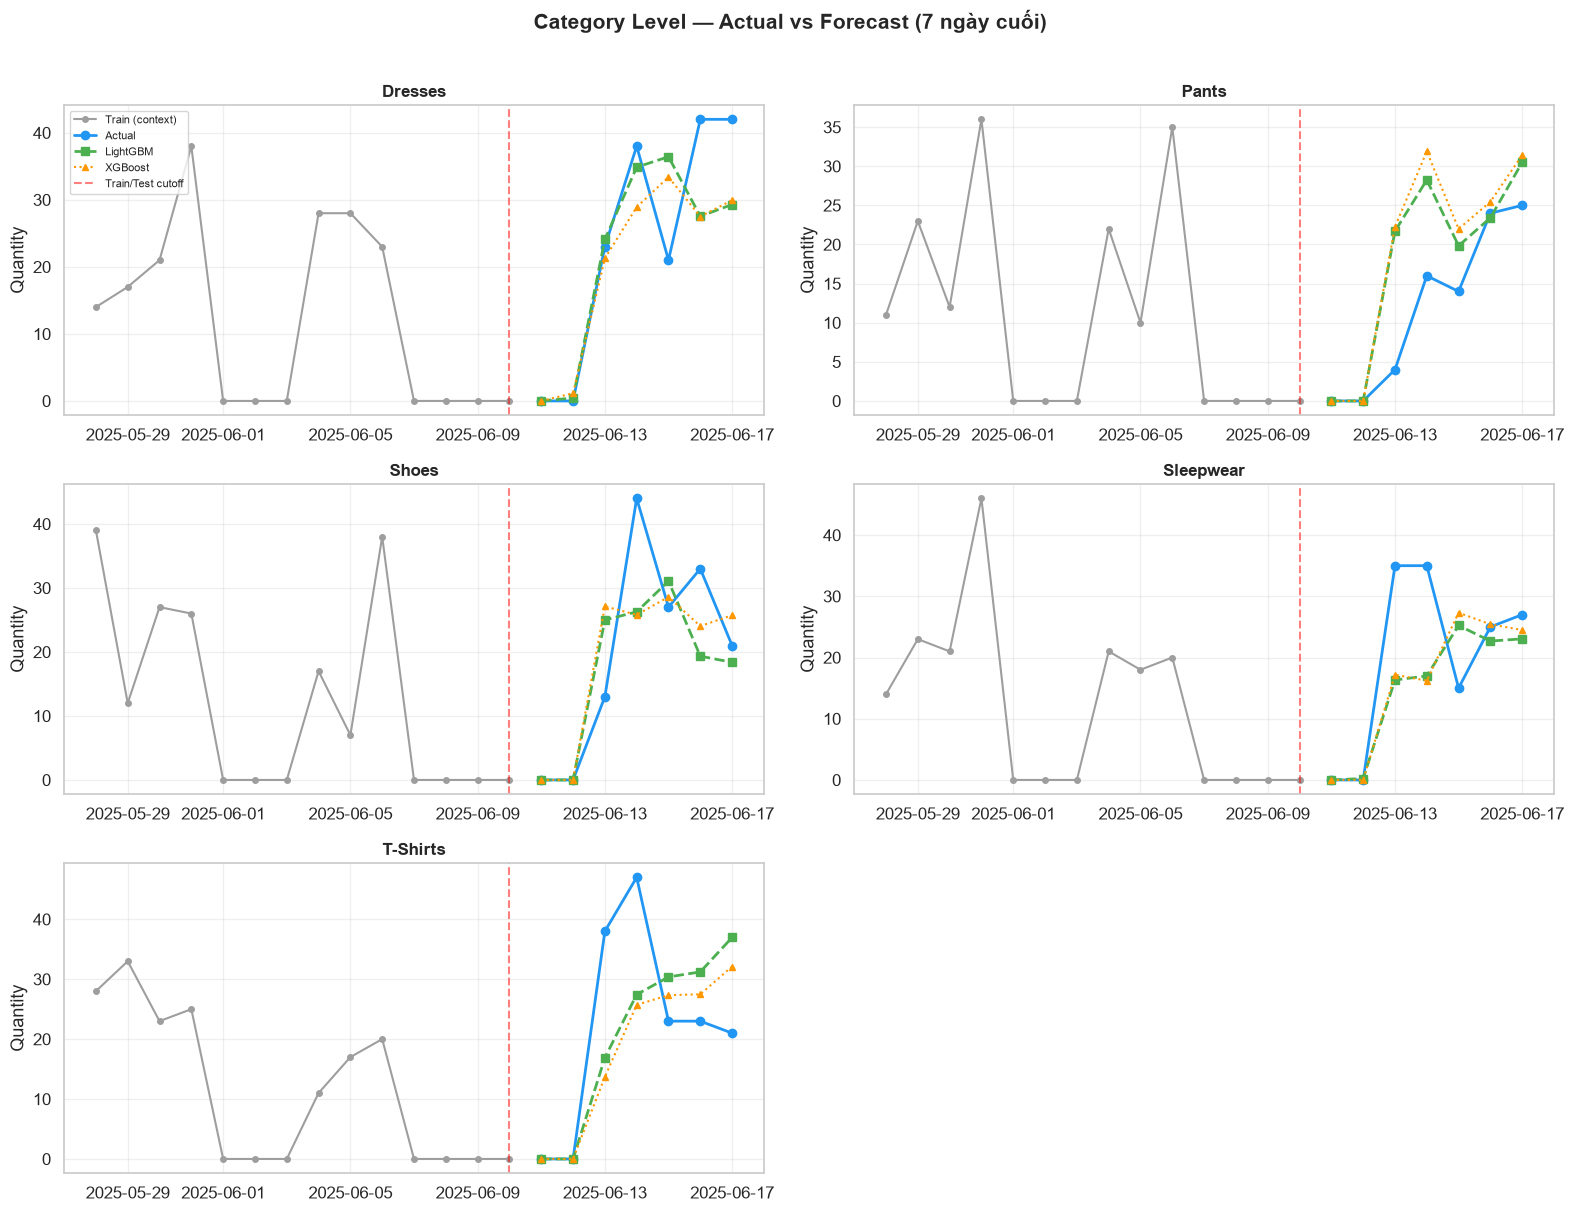 Category Level — Actual vs Forecast (7 ngày cuối)
Dresses
Train (context)
Actual
LightGBM
XGBoost
Train/Test cutoff
Quantity
40
30
20
10
0
2025-05-29 2025-06-01 2025-06-05 2025-06-09 2025-06-13 2025-06-17
Pants
Quantity
35
30
25
20
15
10
5
0
2025-05-29 2025-06-01 2025-06-05 2025-06-09 2025-06-13 2025-06-17
Shoes
Quantity
40
30
20
10
0
2025-05-29 2025-06-01 2025-06-05 2025-06-09 2025-06-13 2025-06-17
Sleepwear
Quantity
40
30
20
10
0
2025-05-29 2025-06-01 2025-06-05 2025-06-09 2025-06-13 2025-06-17
T-Shirts
Quantity
40
30
20
10
0
2025-05-29 2025-06-01 2025-06-05 2025-06-09 2025-06-13 2025-06-17